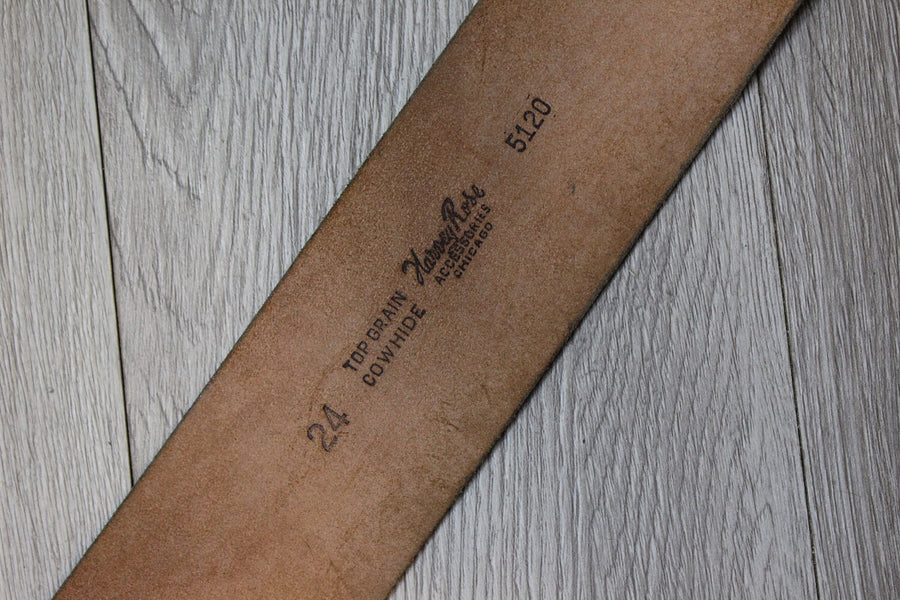 24
TOP GRAIN
COWHIDE
Harvey Rose
ACCESSORIES
CHICAGO
5120